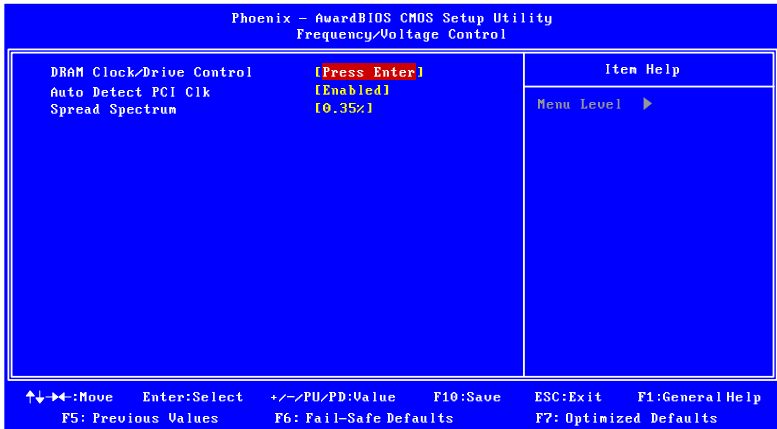 Phoenix – AwardBIOS CMOS Setup Utility
Frequency/Voltage Control
DRAM Clock/Drive Control [Press Enter]
Auto Detect PCI Clk [Enabled]
Spread Spectrum [0.35%]
Item Help
Menu Level ▶
↑↓→←:Move Enter:Select +/-/PU/PD:Value F10:Save ESC:Exit F1:General Help
F5: Previous Values F6: Fail-Safe Defaults F7: Optimized Defaults